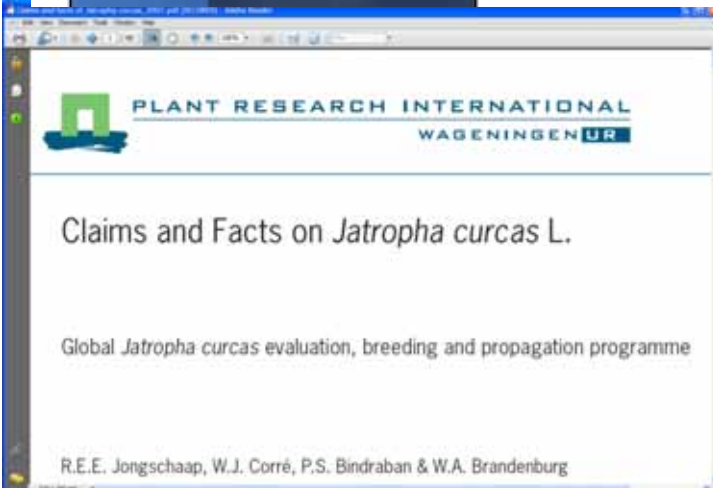 PLANT RESEARCH INTERNATIONAL
WAGENINGEN UR
Claims and Facts on Jatropha curcas L.
Global Jatropha curcas evaluation, breeding and propagation programme
R.E.E. Jongschaap, W.J. Corré, P.S. Bindraban & W.A. Brandenburg